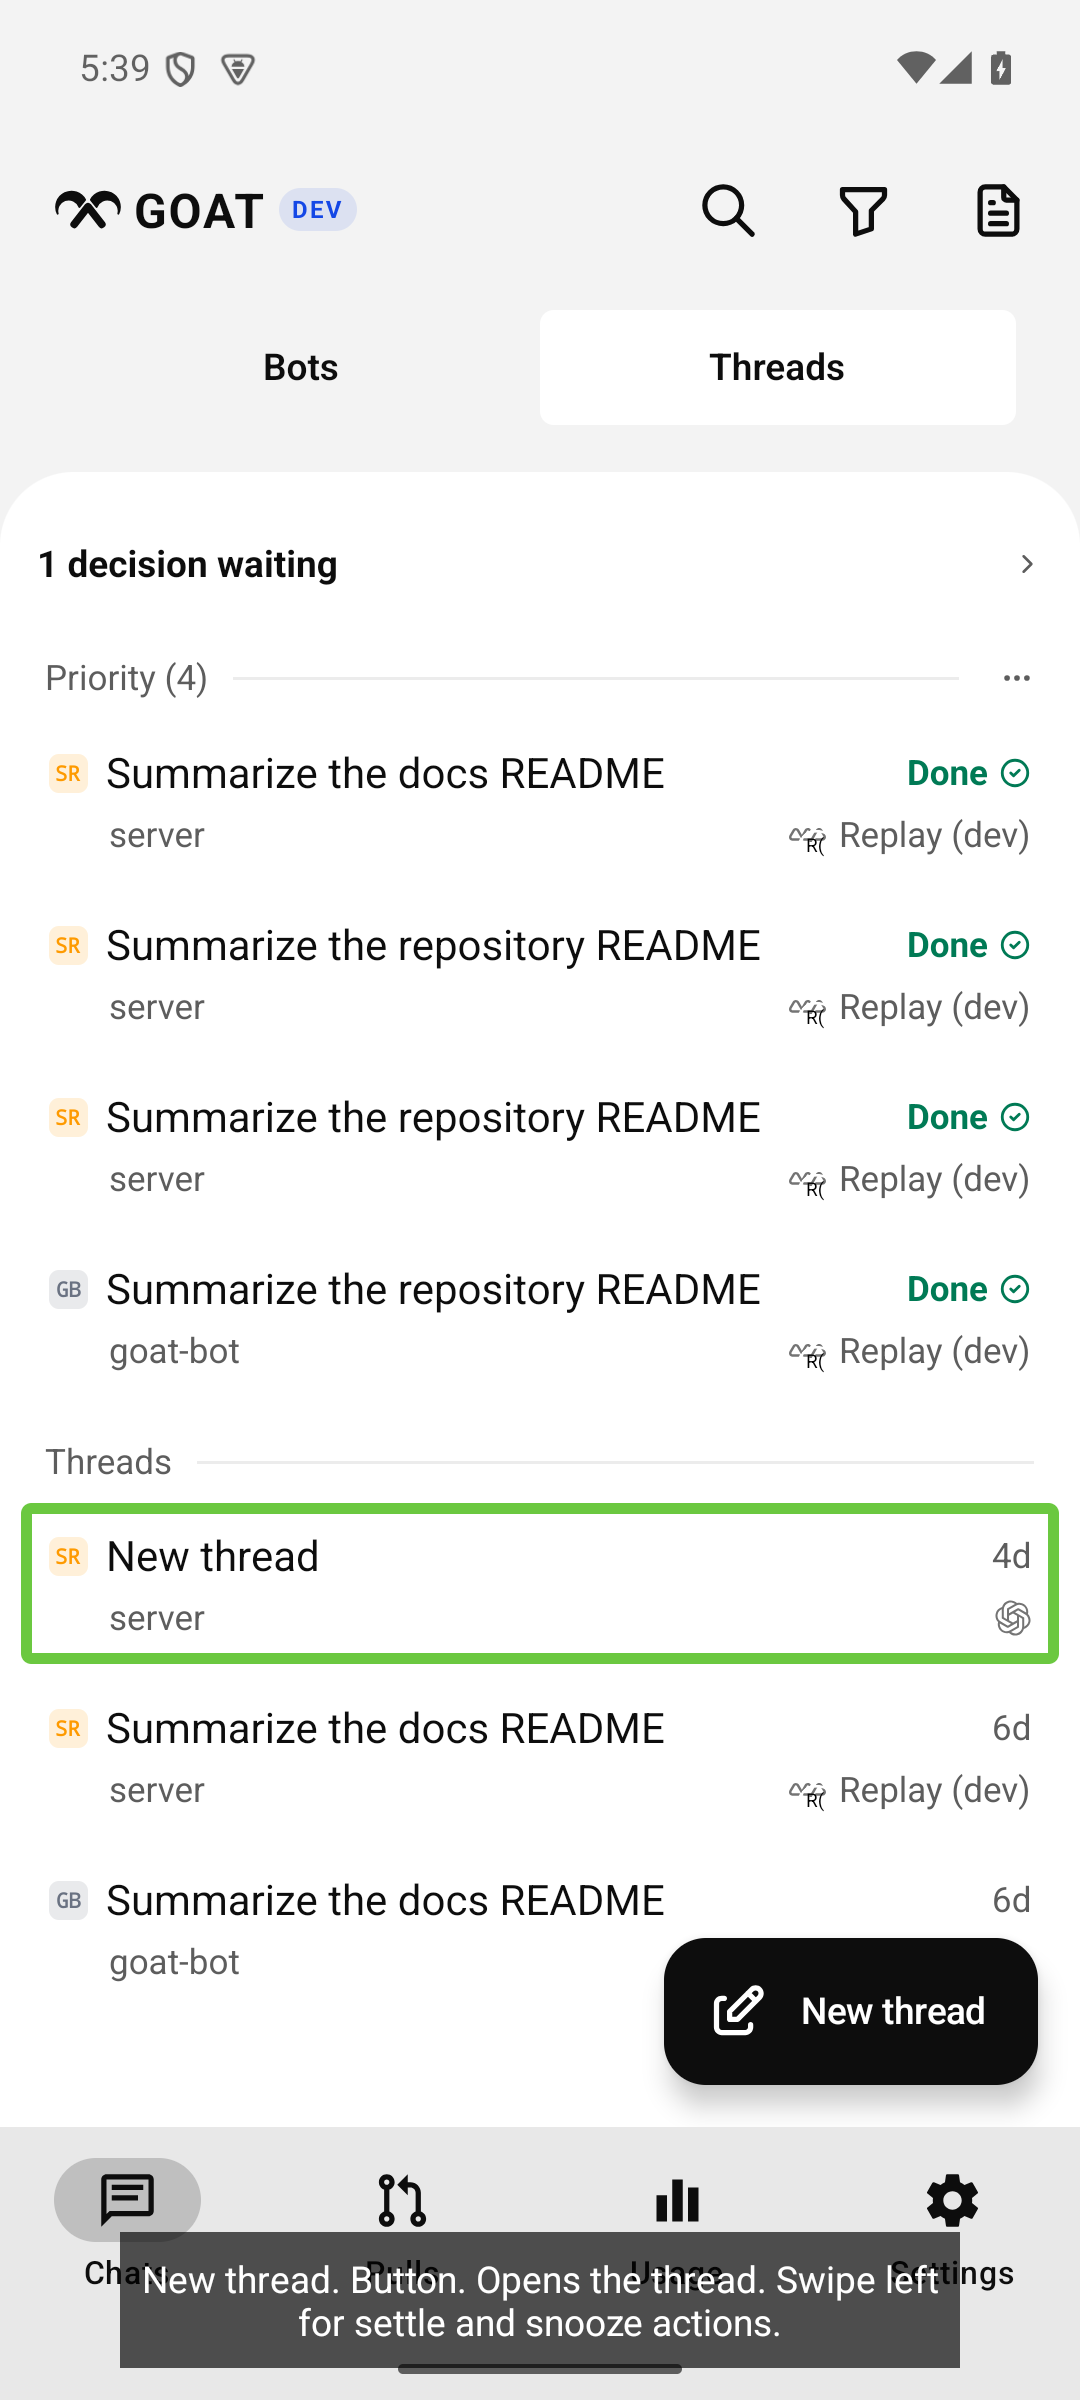 5:39
GOAT DEV
Bots Threads
1 decision waiting
Priority (4)
SR Summarize the docs README Done
server R( Replay (dev)
SR Summarize the repository README Done
server R( Replay (dev)
SR Summarize the repository README Done
server R( Replay (dev)
GB Summarize the repository README Done
goat-bot R( Replay (dev)
Threads
SR New thread 4d
server
SR Summarize the docs README 6d
server R( Replay (dev)
GB Summarize the docs README 6d
goat-bot
New thread
Chats Pulls Usage Settings
New thread. Button. Opens the thread. Swipe left
for settle and snooze actions.